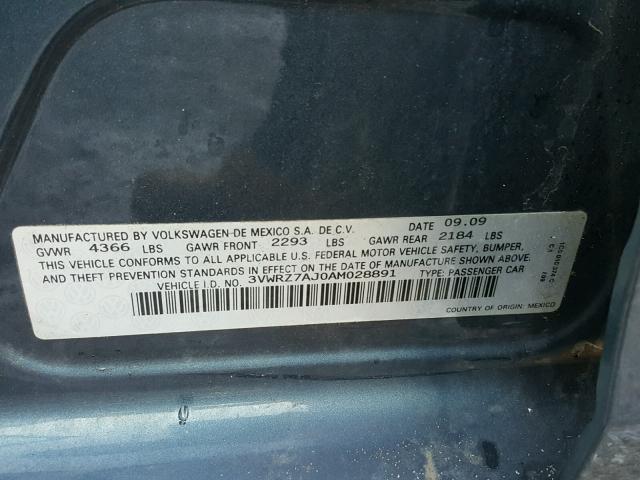 MANUFACTURED BY VOLKSWAGEN DE MEXICO S.A. DE C.V. DATE 09.09
GVWR 4366 LBS GAWR FRONT 2293 LBS GAWR REAR 2184 LBS
THIS VEHICLE CONFORMS TO ALL APPLICABLE U.S. FEDERAL MOTOR VEHICLE SAFETY, BUMPER,
AND THEFT PREVENTION STANDARDS IN EFFECT ON THE DATE OF MANUFACTURE SHOWN ABOVE.
VEHICLE I.D. NO. 3VWRZ7AJ0AM028891 TYPE: PASSENGER CAR
COUNTRY OF ORIGIN: MEXICO